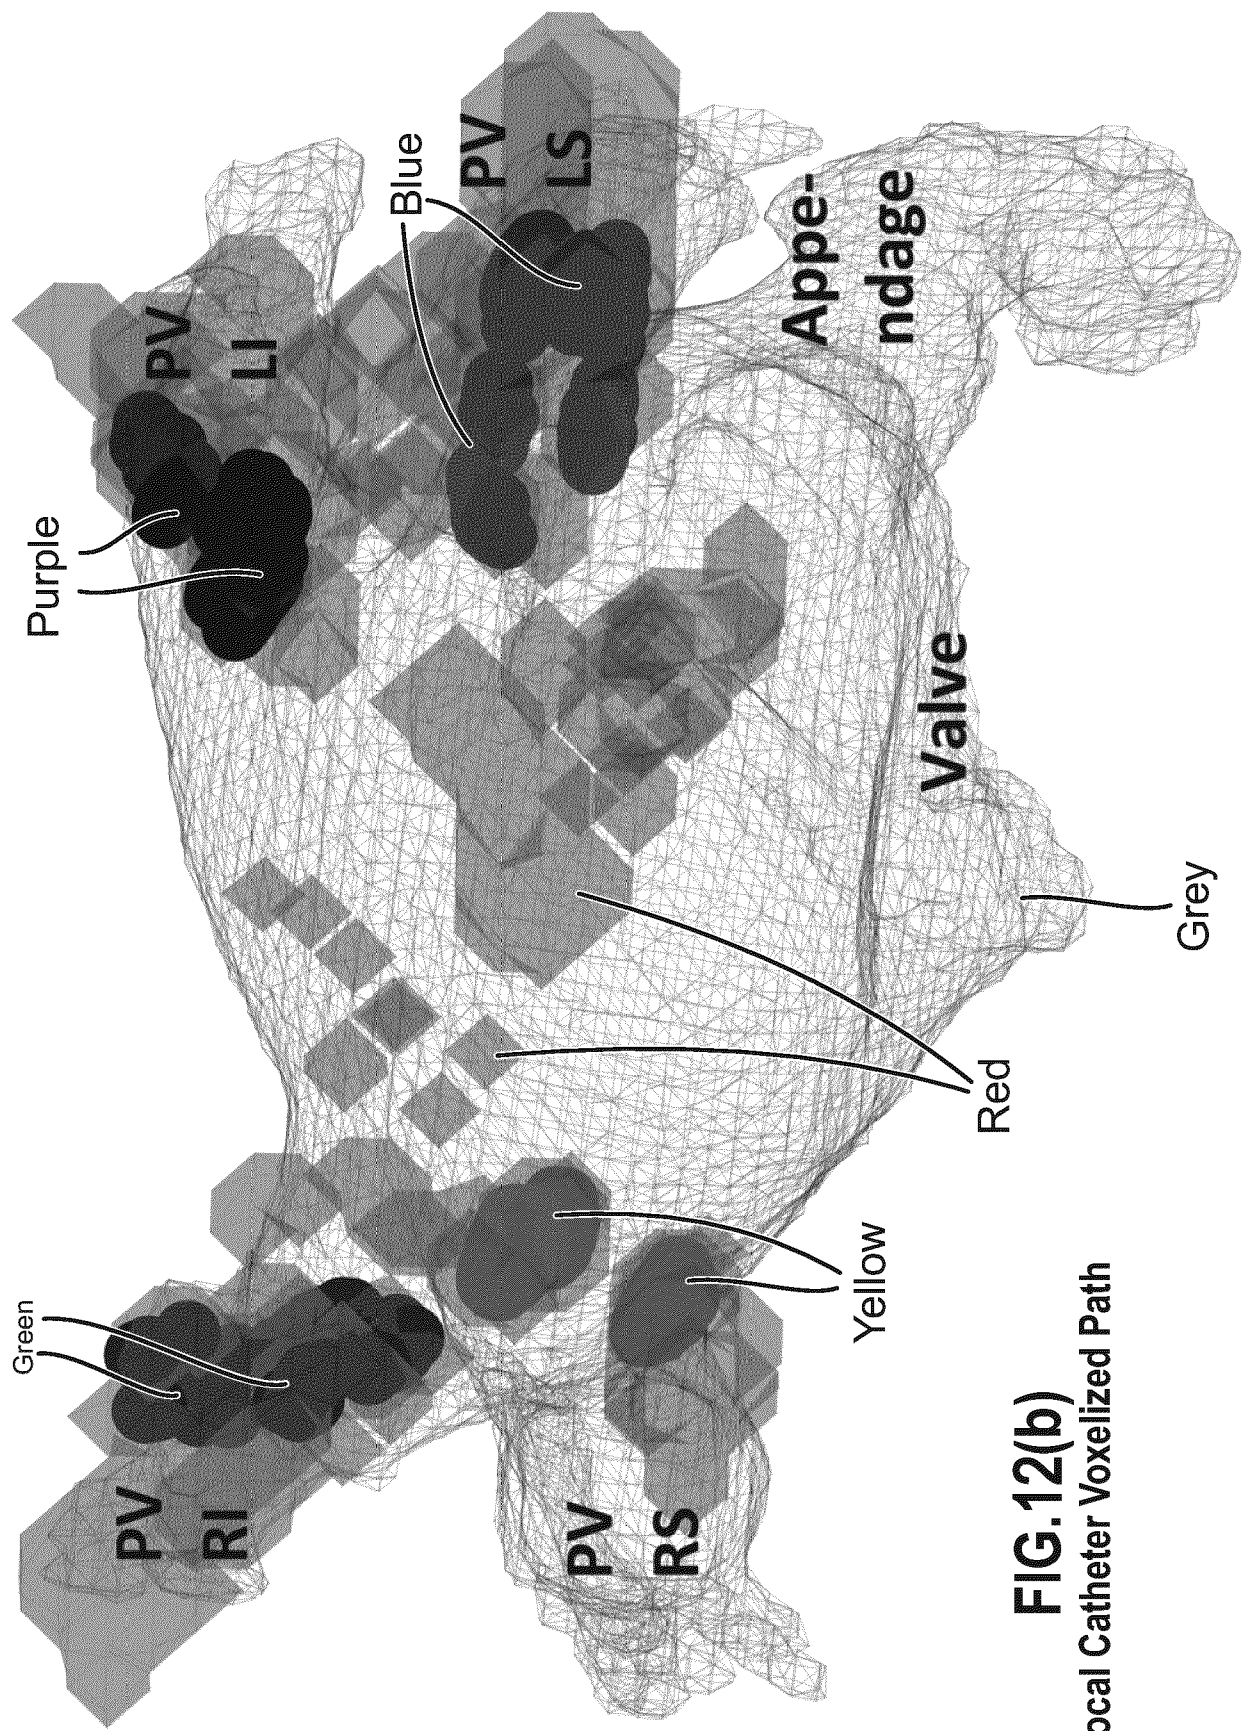 Green
Purple
PV
RI
PV
LI
Blue
PV
LS
PV
RS
Appe-
ndage
Yellow
Valve
Red
Grey
FIG.12(b)
ocal Catheter Voxelized Path